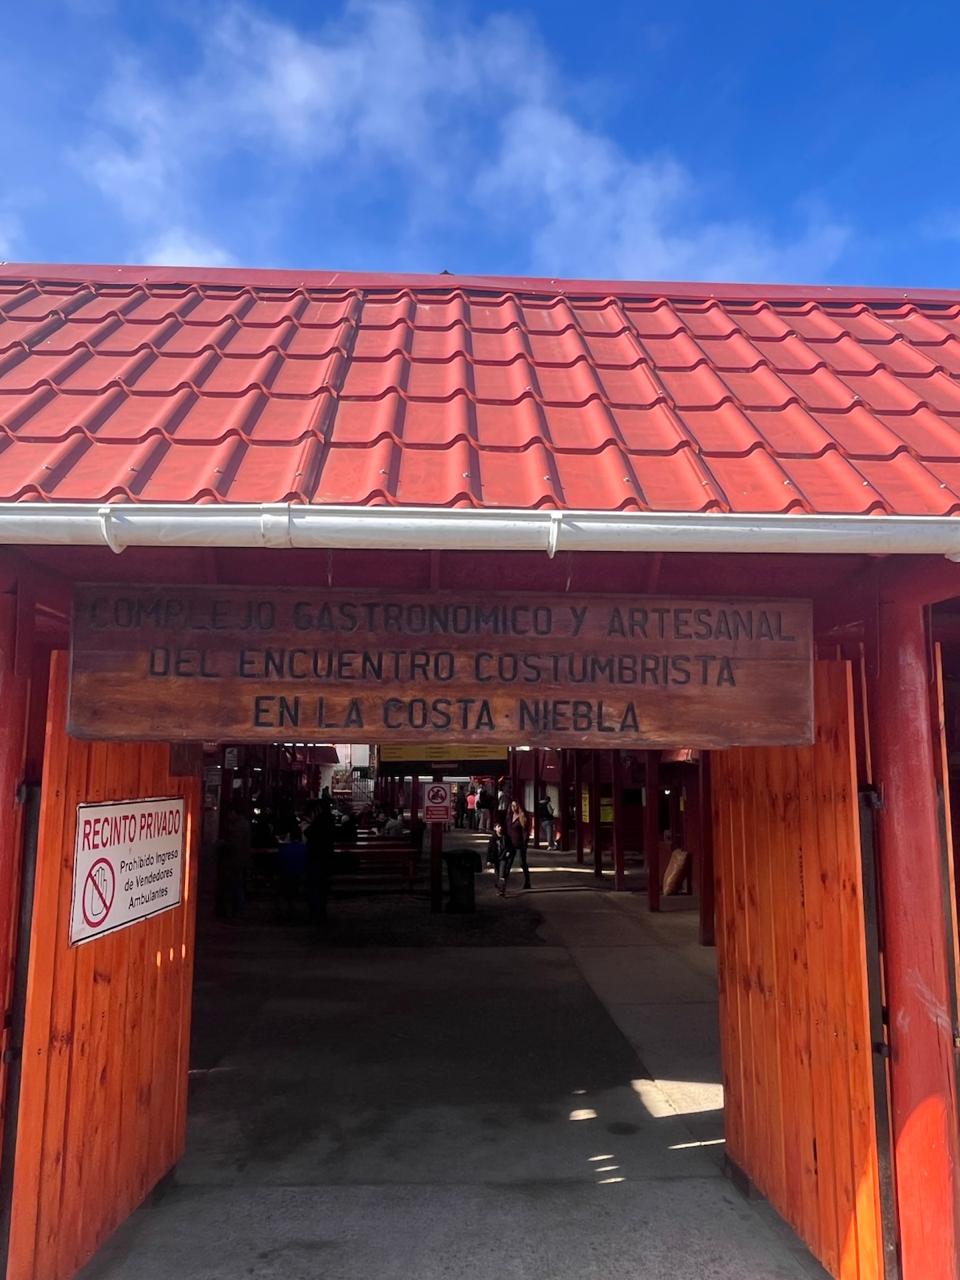 COMPLEJO GASTRONOMICO Y ARTESANAL
DEL ENCUENTRO COSTUMBRISTA
EN LA COSTA · NIEBLA
RECINTO PRIVADO
Prohibido Ingreso
de Vendedores
Ambulantes